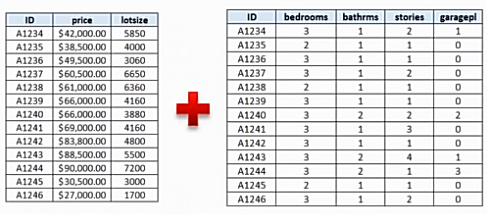 ID price lotsize
A1234 $42,000.00 5850
A1235 $38,500.00 4000
A1236 $49,500.00 3060
A1237 $60,500.00 6650
A1238 $61,000.00 6360
A1239 $66,000.00 4160
A1240 $66,000.00 3880
A1241 $69,000.00 4160
A1242 $83,800.00 4800
A1243 $88,500.00 5500
A1244 $90,000.00 7200
A1245 $30,500.00 3000
A1246 $27,000.00 1700
ID bedrooms bathrms stories garagepl
A1234 3 1 2 1
A1235 2 1 1 0
A1236 3 1 1 0
A1237 3 1 2 0
A1238 2 1 1 0
A1239 3 1 1 0
A1240 3 2 2 2
A1241 3 1 3 0
A1242 3 1 1 0
A1243 3 2 4 1
A1244 3 2 1 3
A1245 2 1 1 0
A1246 3 1 2 0